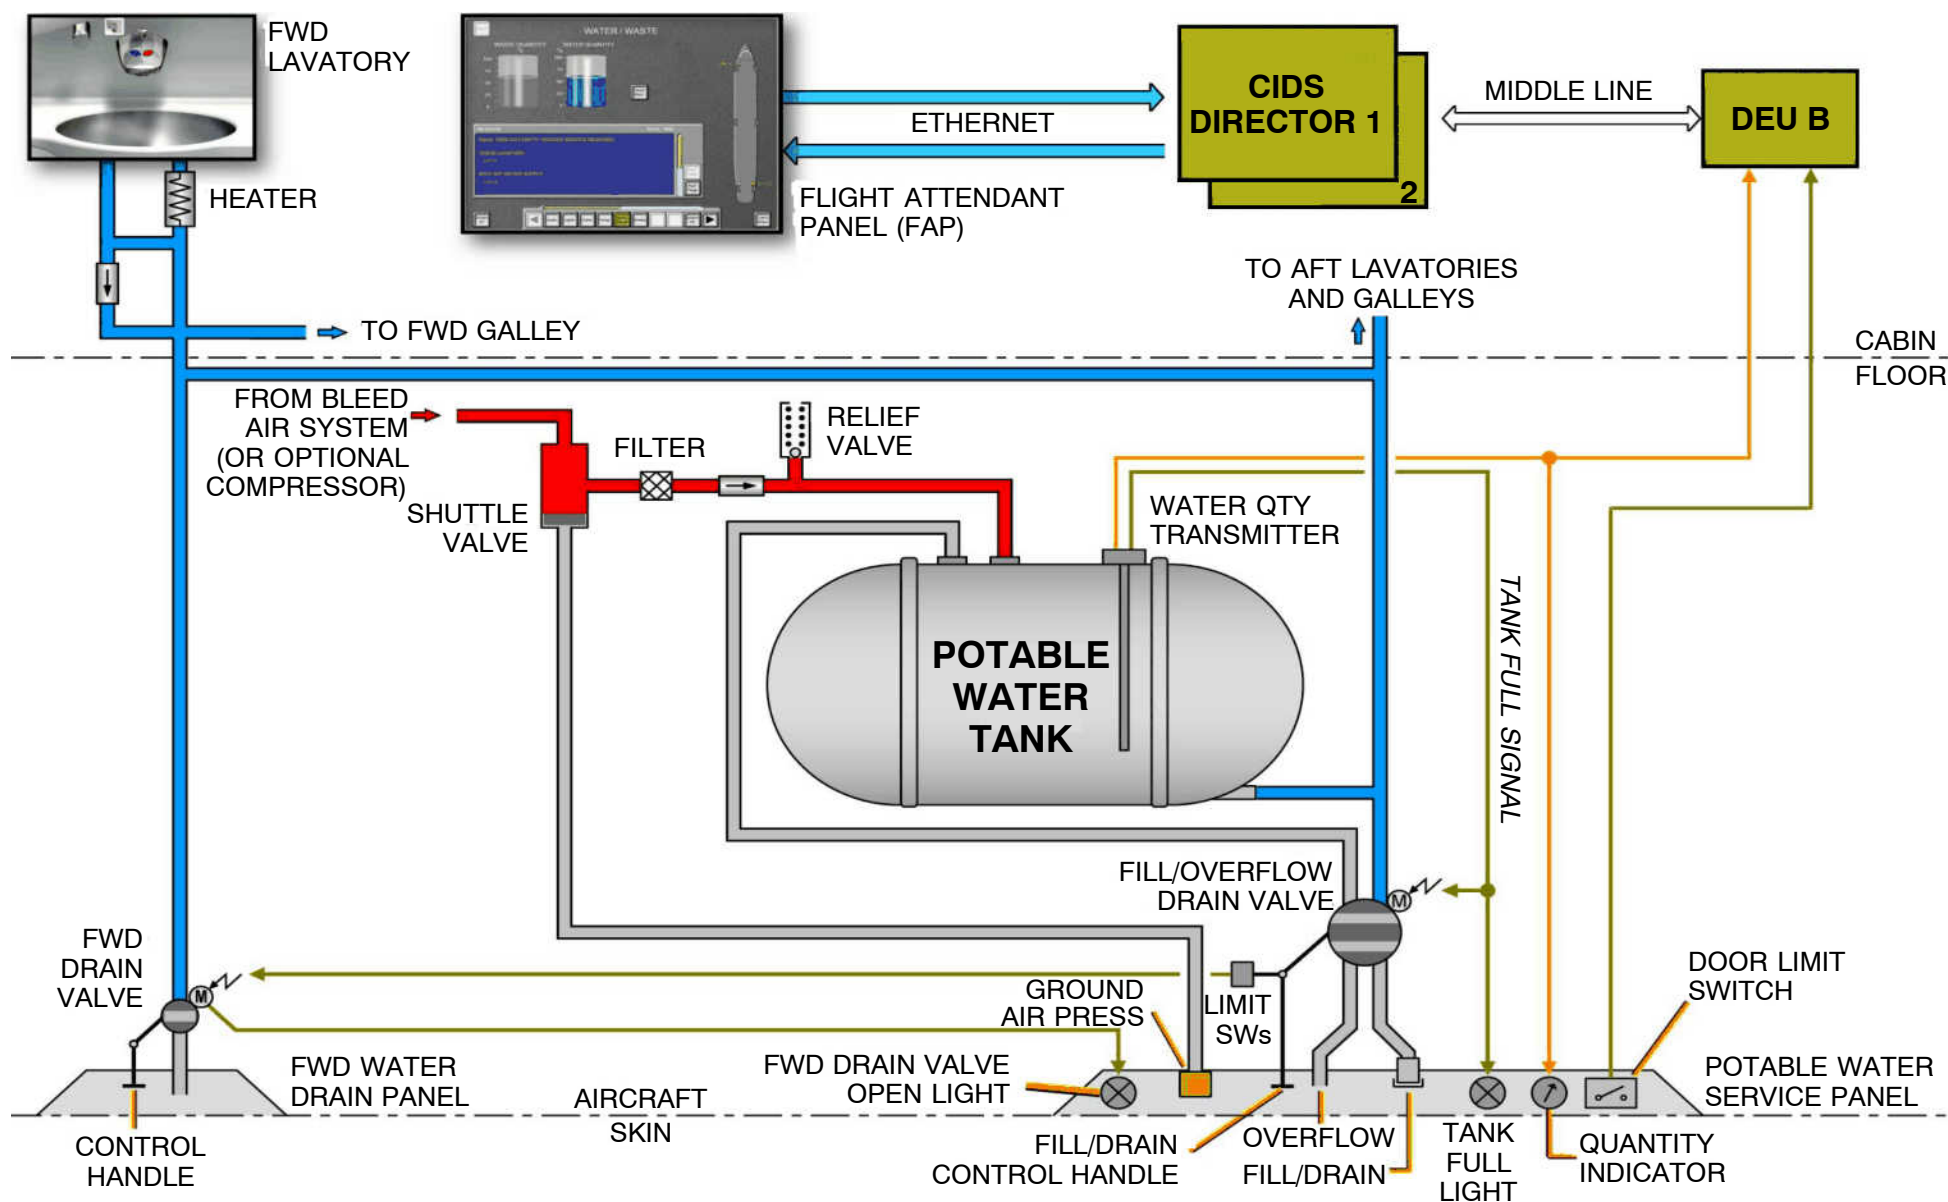 FWD
LAVATORY
WATER / WASTE
CIDS
DIRECTOR 1
2
MIDDLE LINE
DEU B
ETHERNET
HEATER
FLIGHT ATTENDANT
PANEL (FAP)
TO AFT LAVATORIES
AND GALLEYS
TO FWD GALLEY
CABIN
FLOOR
FROM BLEED
AIR SYSTEM
(OR OPTIONAL
COMPRESSOR)
FILTER
RELIEF
VALVE
SHUTTLE
VALVE
WATER QTY
TRANSMITTER
TANK FULL SIGNAL
POTABLE
WATER
TANK
FILL/OVERFLOW
DRAIN VALVE
M
FWD
DRAIN
VALVE
M
DOOR LIMIT
SWITCH
GROUND
AIR PRESS
LIMIT
SWs
FWD WATER
DRAIN PANEL
FWD DRAIN VALVE
OPEN LIGHT
POTABLE WATER
SERVICE PANEL
AIRCRAFT
SKIN
CONTROL
HANDLE
FILL/DRAIN
CONTROL HANDLE
OVERFLOW
FILL/DRAIN
TANK
FULL
LIGHT
QUANTITY
INDICATOR